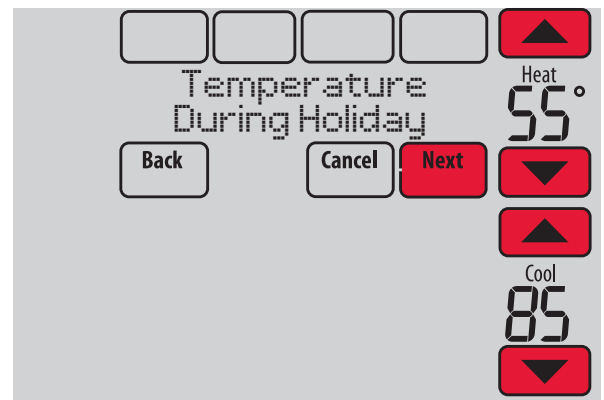 Temperature
During Holiday
Back
Cancel
Next
Heat
55°
Cool
85